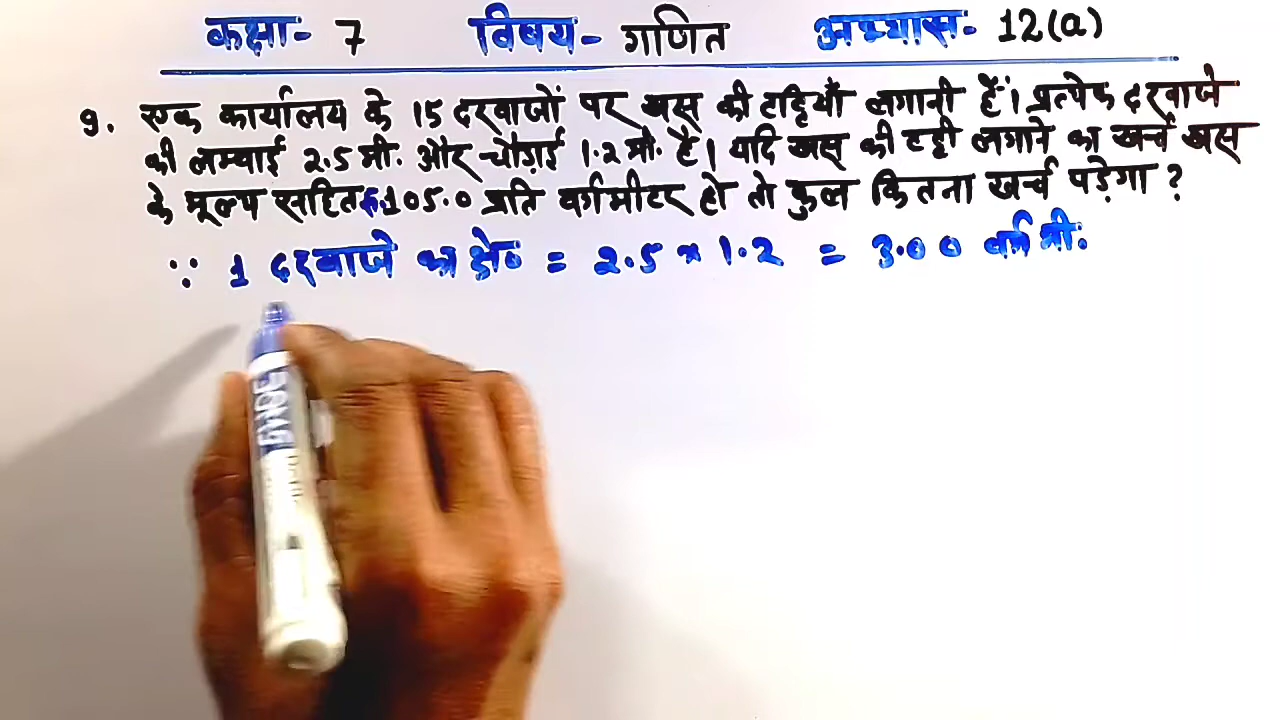 कक्षा- 7 विषय- गणित अभ्यास- 12(a)
9. एक कार्यालय के 15 दरवाजों पर खस की टट्टियाँ लगानी हैं। प्रत्येक दरवाजे
की लम्बाई 2.5 मी. और चौड़ाई 1.2 मी. है। यदि खस की टट्टी लगाने का खर्च खस
के मूल्य सहित रु.105.0 प्रति वर्गमीटर हो तो कुल कितना खर्च पड़ेगा ?
∵ 1 दरवाजे का क्षे० = 2.5 × 1.2 = 3.00 वर्ग मी.